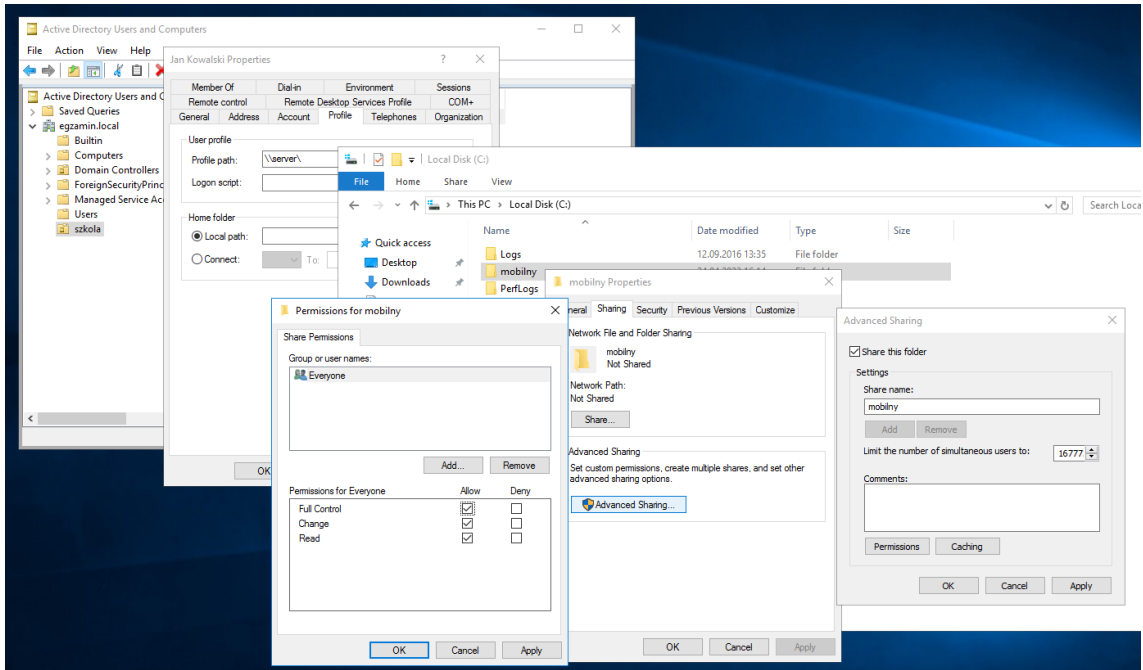 Active Directory Users and Computers
File Action View Help
Active Directory Users and C
Saved Queries
egzamin.local
Builtin
Computers
Domain Controllers
ForeignSecurityPrinc
Managed Service Ac
Users
szkola
Jan Kowalski Properties
Member Of Dial-in Environment Sessions
Remote control Remote Desktop Services Profile COM+
General Address Account Profile Telephones Organization
User profile
Profile path: \\server\
Logon script:
Home folder
Local path:
Connect: To:
OK
Local Disk (C:)
File Home Share View
This PC > Local Disk (C:)
Search Loca
Quick access
Desktop
Downloads
Name Date modified Type Size
Logs 12.09.2016 13:35 File folder
mobilny
PerfLogs
mobilny Properties
neral Sharing Security Previous Versions Customize
Network File and Folder Sharing
mobilny
Not Shared
Network Path:
Not Shared
Share...
Advanced Sharing
Set custom permissions, create multiple shares, and set other
advanced sharing options.
Advanced Sharing...
OK Cancel Apply
Permissions for mobilny
Share Permissions
Group or user names:
Everyone
Add... Remove
Permissions for Everyone Allow Deny
Full Control
Change
Read
OK Cancel Apply
Advanced Sharing
Share this folder
Settings
Share name:
mobilny
Add Remove
Limit the number of simultaneous users to: 16777
Comments:
Permissions Caching
OK Cancel Apply